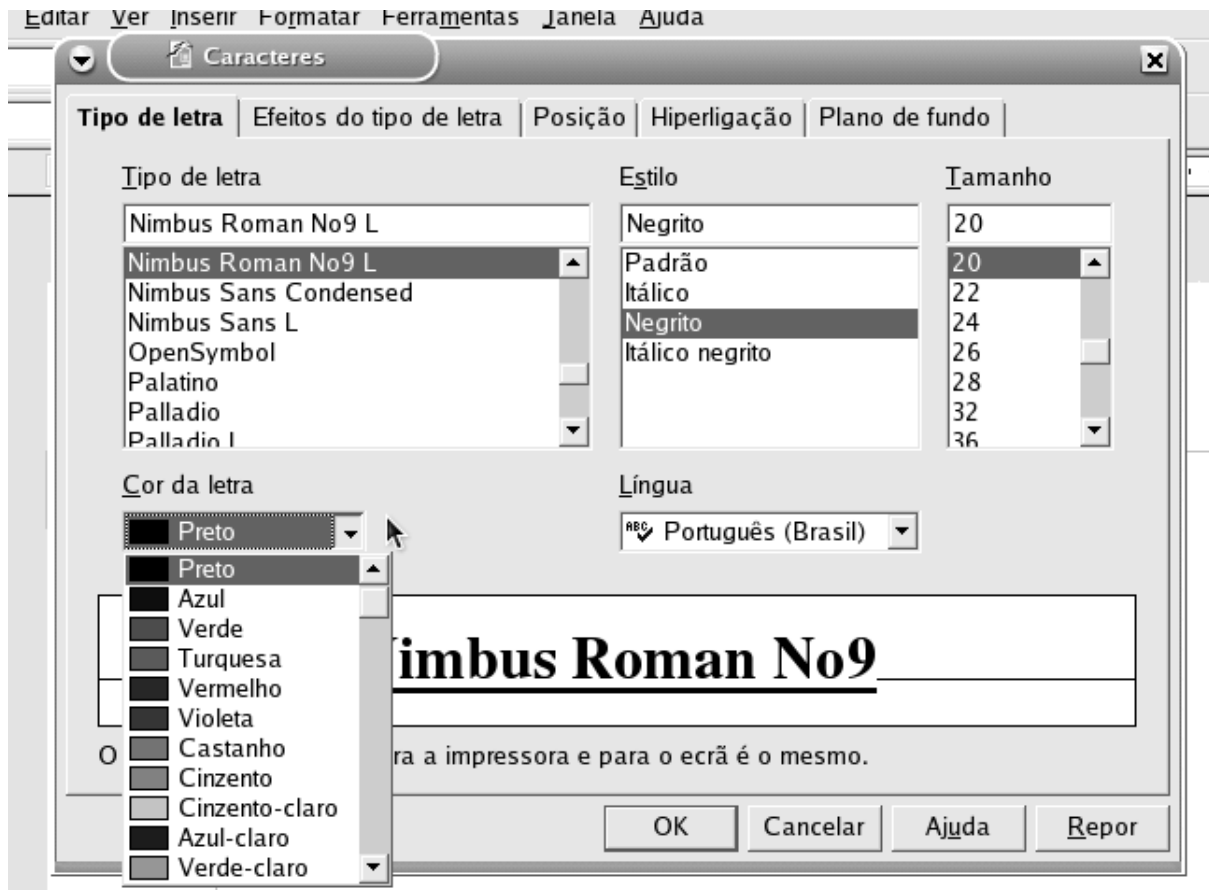 Editar Ver Inserir Formatar Ferramentas Janela Ajuda
Caracteres
Tipo de letra Efeitos do tipo de letra Posição Hiperligação Plano de fundo
Tipo de letra
Nimbus Roman No9 L
Nimbus Roman No9 L
Nimbus Sans Condensed
Nimbus Sans L
OpenSymbol
Palatino
Palladio
Palladio L
Estilo
Negrito
Padrão
Itálico
Negrito
Itálico negrito
Tamanho
20
20
22
24
26
28
32
36
Cor da letra
Preto
Preto
Azul
Verde
Turquesa
Vermelho
Violeta
Castanho
Cinzento
Cinzento-claro
Azul-claro
Verde-claro
Língua
ABC Português (Brasil)
imbus Roman No9
O ra a impressora e para o ecrã é o mesmo.
OK Cancelar Ajuda Repor